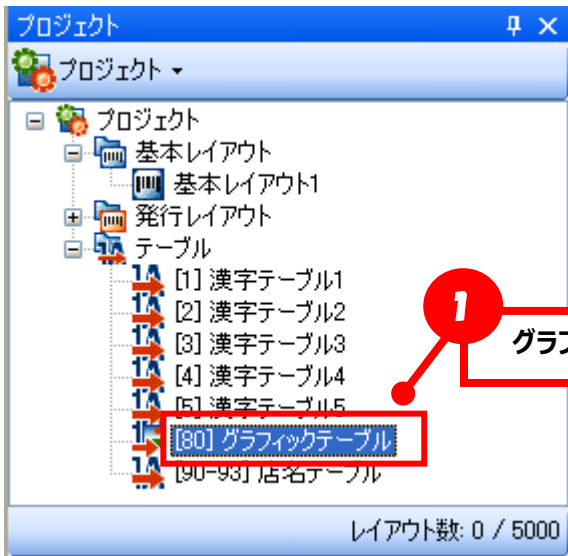 プロジェクト
プロジェクト
プロジェクト
基本レイアウト
基本レイアウト1
発行レイアウト
テーブル
[1] 漢字テーブル1
[2] 漢字テーブル2
[3] 漢字テーブル3
[4] 漢字テーブル4
[5] 漢字テーブル5
[80] グラフィックテーブル
[90-93] 店名テーブル
1
グラフ
レイアウト数: 0 / 5000